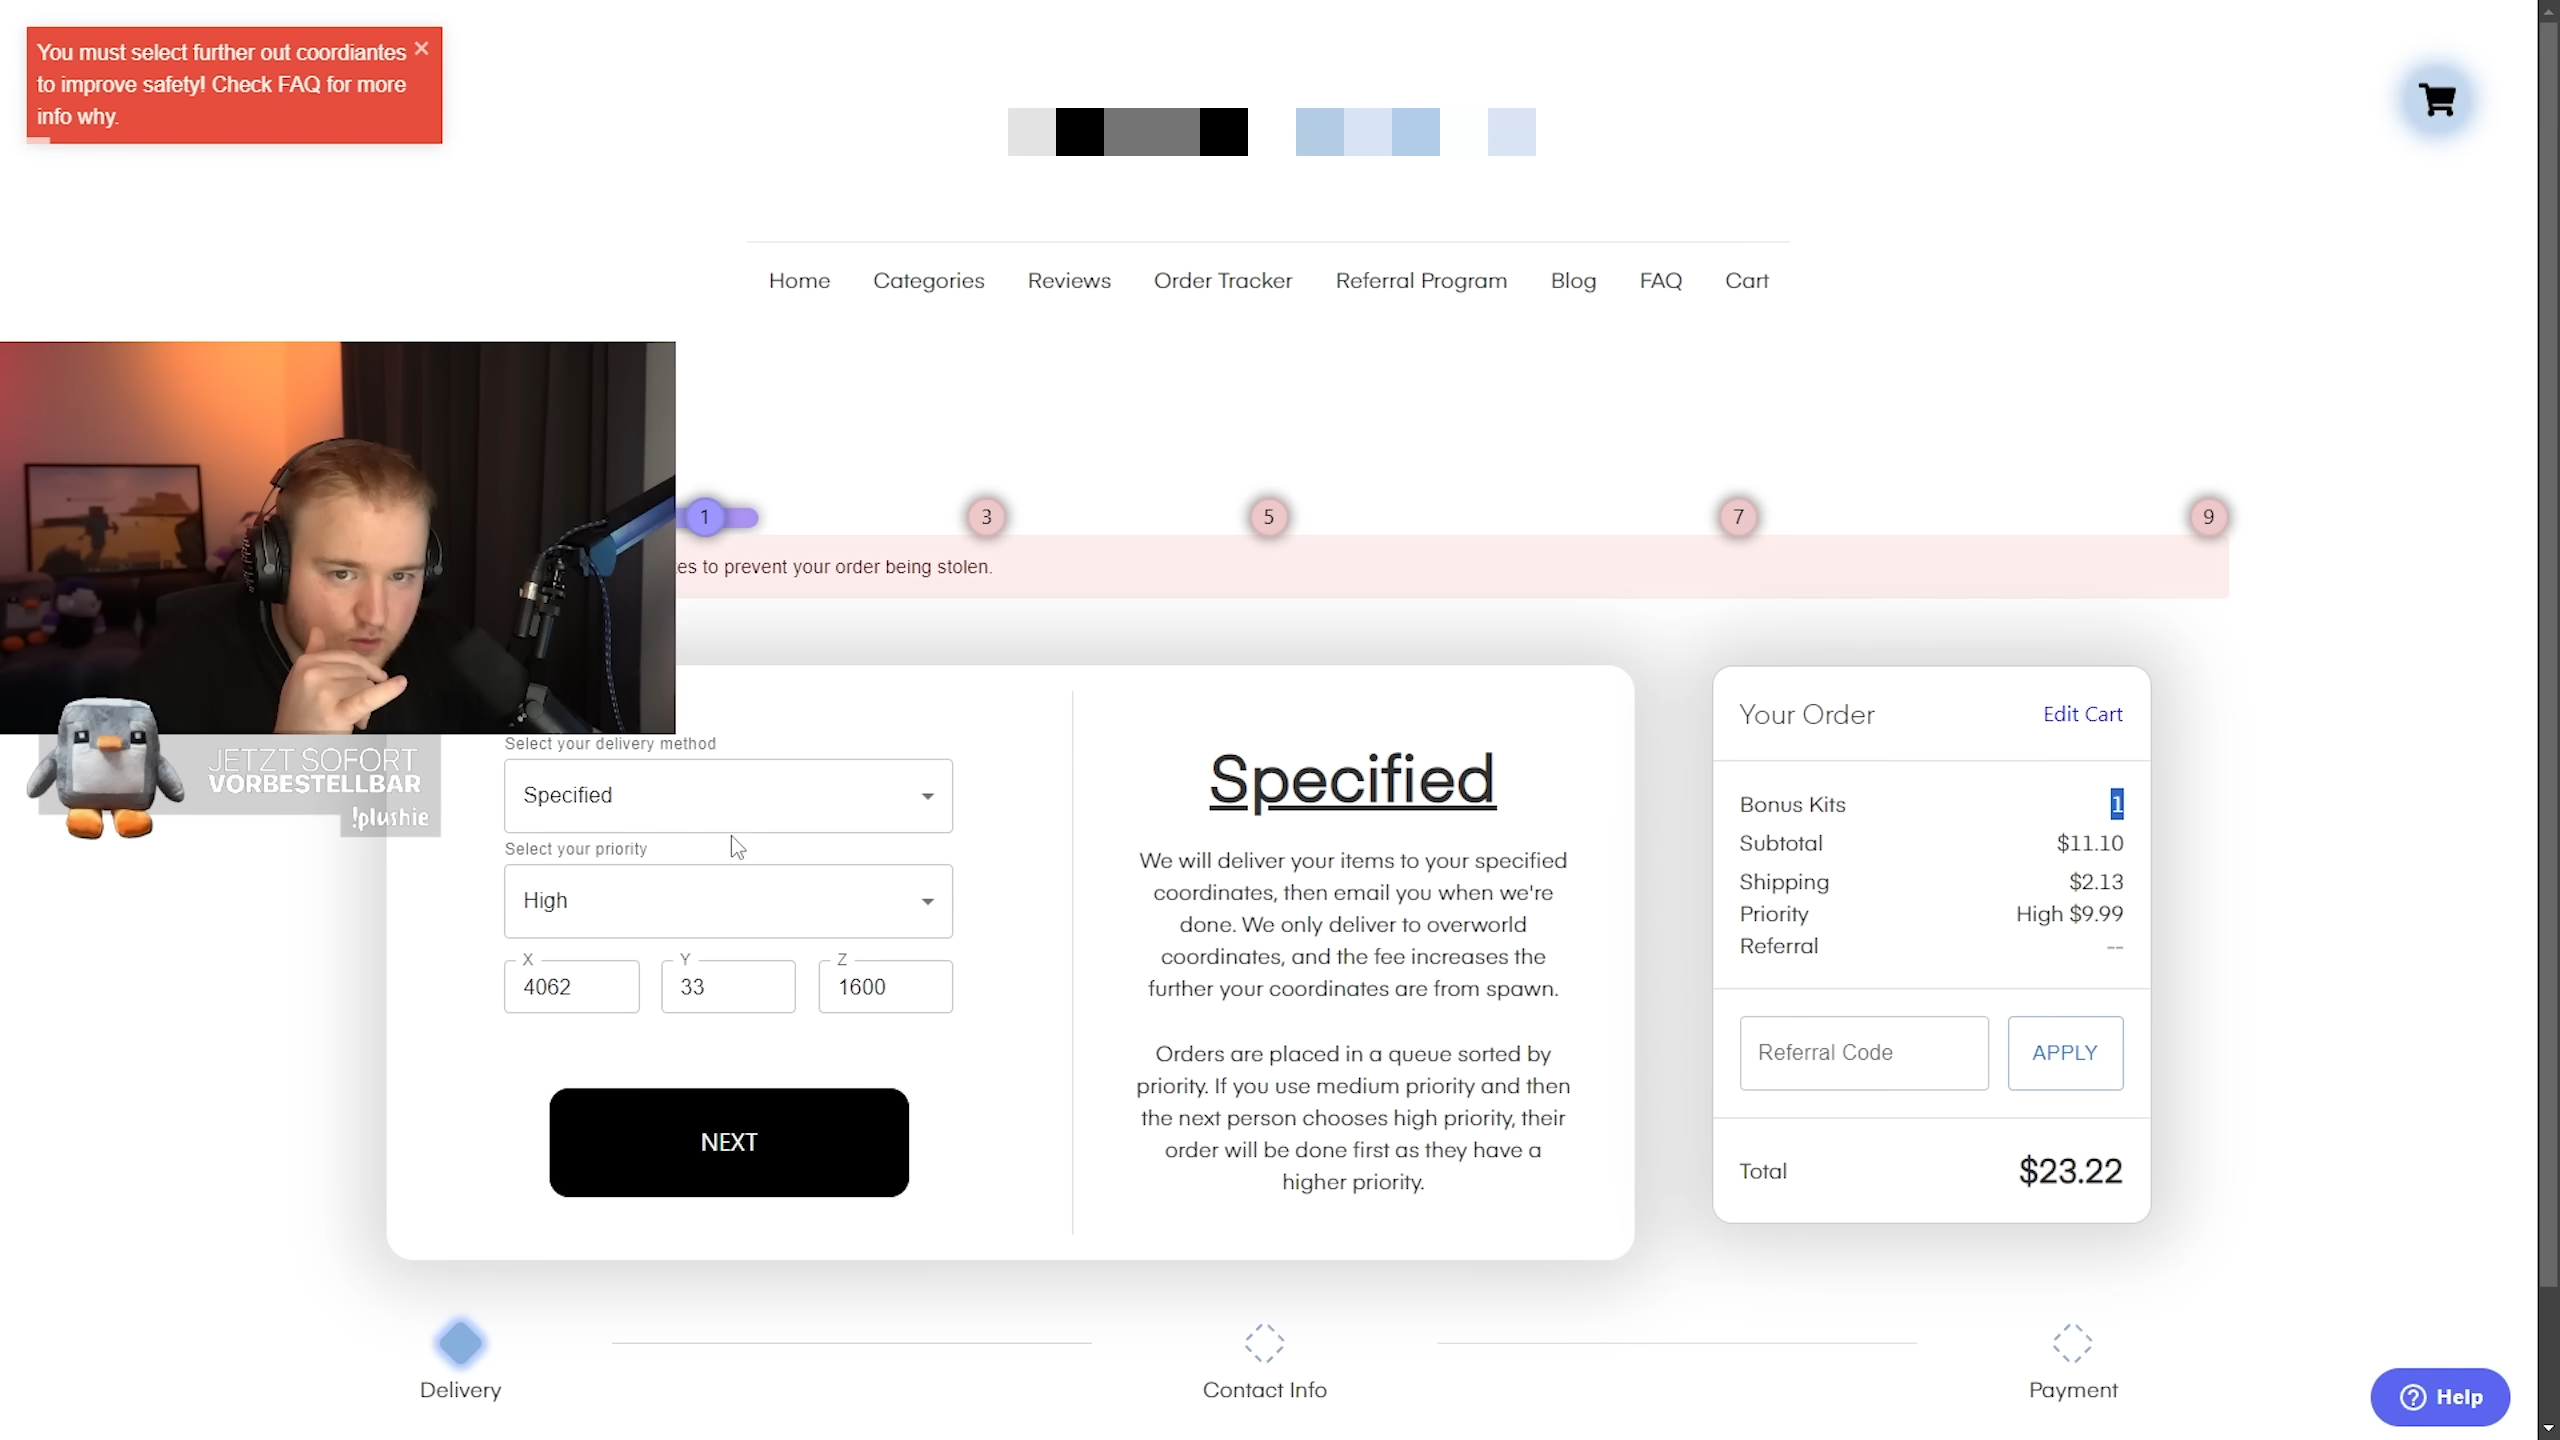 You must select further out coordiantes
to improve safety! Check FAQ for more
info why.
Home Categories Reviews Order Tracker Referral Program Blog FAQ Cart
1 3 5 7 9
to prevent your order being stolen.
JETZT SOFORT
VORBESTELLBAR
!plushie
Select your delivery method
Specified
Select your priority
High
X Y Z
4062 33 1600
NEXT
Specified
We will deliver your items to your specified
coordinates, then email you when we're
done. We only deliver to overworld
coordinates, and the fee increases the
further your coordinates are from spawn.
Orders are placed in a queue sorted by
priority. If you use medium priority and then
the next person chooses high priority, their
order will be done first as they have a
higher priority.
Your Order Edit Cart
Bonus Kits 1
Subtotal $11.10
Shipping $2.13
Priority High $9.99
Referral --
Referral Code APPLY
Total $23.22
Delivery Contact Info Payment
Help